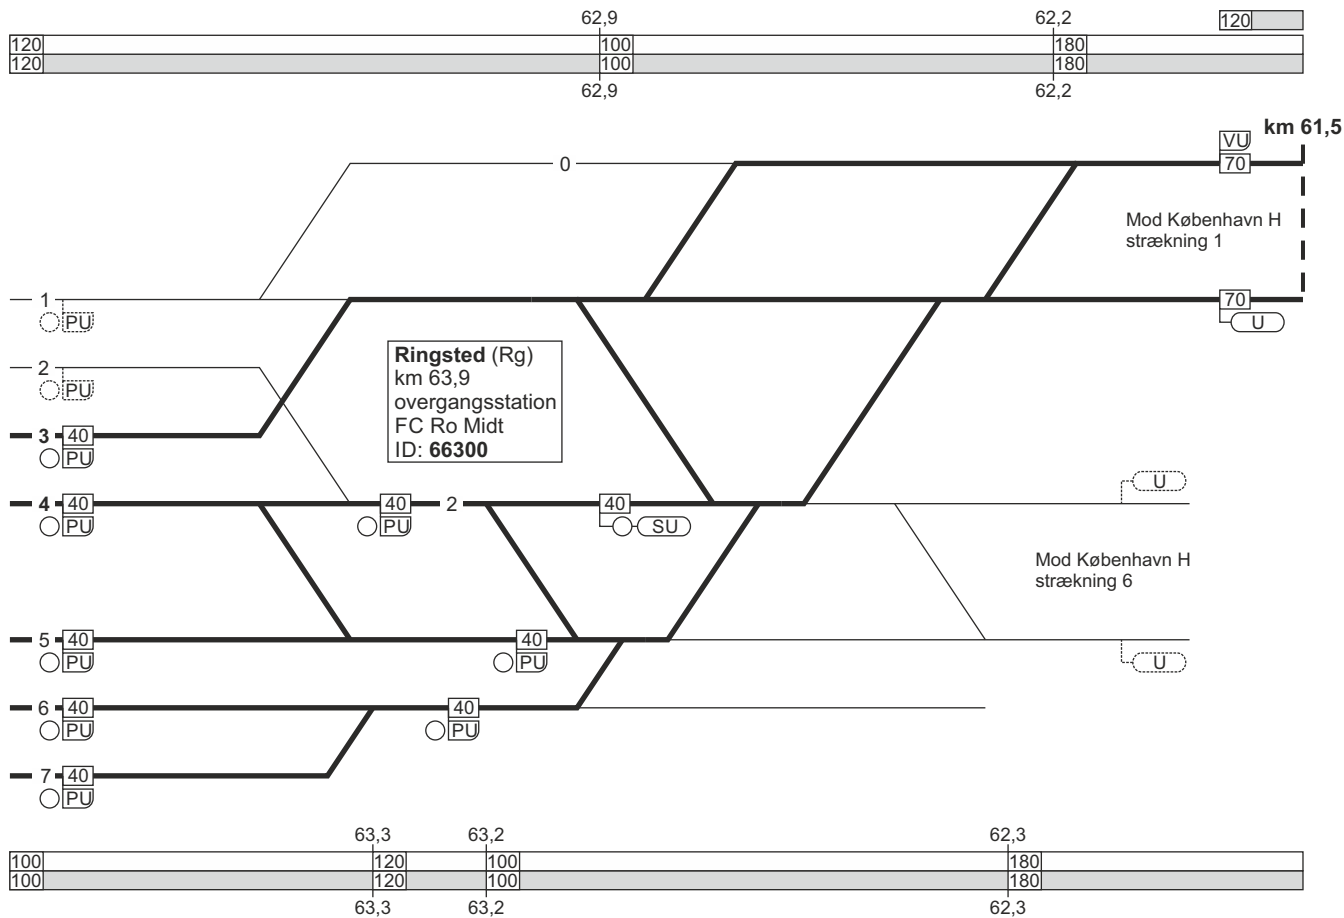 62,9
62,2
120
120
100
180
120
100
180
62,9
62,2
km 61,5
VU
0
70
Mod København H
strækning 1
1
70
PU
U
Ringsted (Rg)
km 63,9
overgangsstation
FC Ro Midt
ID: 66300
2
PU
3
40
PU
U
4
40
40
2
40
PU
PU
SU
Mod København H
strækning 6
5
40
40
PU
PU
U
6
40
40
PU
PU
7
40
PU
63,3
63,2
62,3
100
120
100
180
100
120
100
180
63,3
63,2
62,3